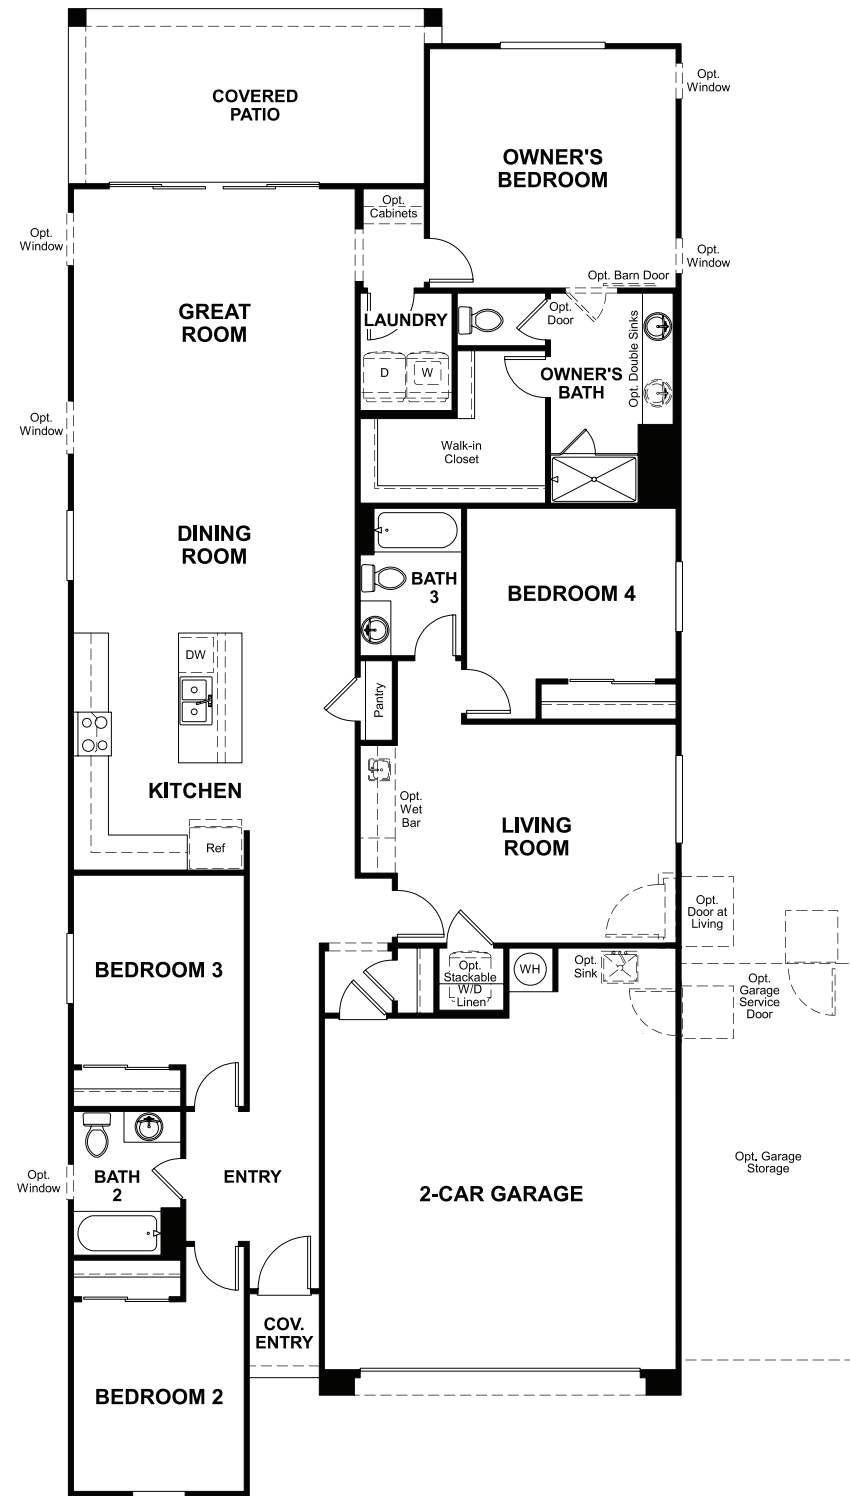 COVERED
PATIO
OWNER'S
BEDROOM
Opt.
Window
Opt.
Cabinets
Opt.
Window
Opt.
Window
Opt. Barn Door
GREAT
ROOM
LAUNDRY
Opt.
Door
Opt. Double Sinks
D
W
OWNER'S
BATH
Opt.
Window
Walk-in
Closet
DINING
ROOM
BATH
3
BEDROOM 4
DW
Pantry
KITCHEN
Opt.
Wet
Bar
LIVING
ROOM
Ref
Opt.
Door at
Living
BEDROOM 3
Opt.
Stackable
W/D
Linen
WH
Opt.
Sink
Opt.
Garage
Service
Door
Opt. Garage
Storage
Opt.
Window
BATH
2
ENTRY
2-CAR GARAGE
COV.
ENTRY
BEDROOM 2